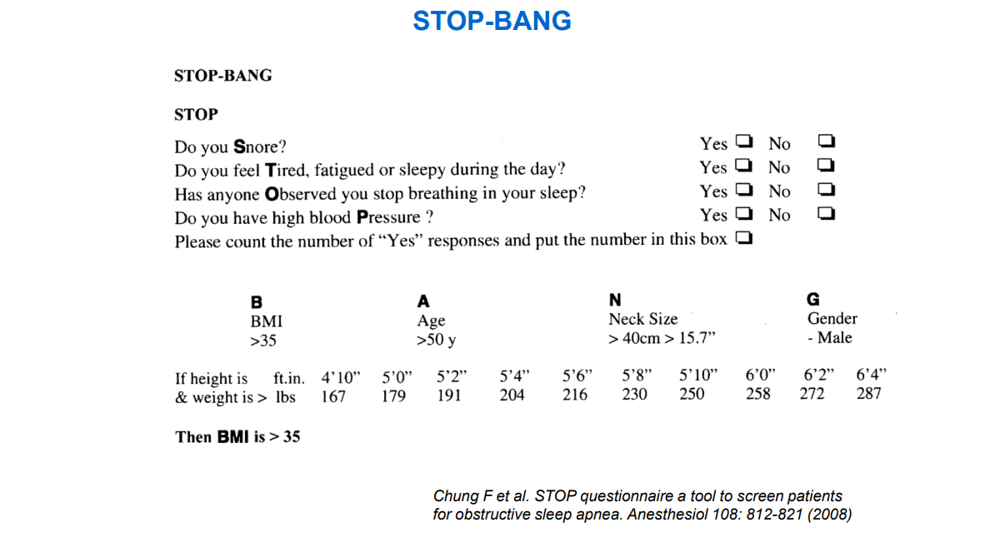 STOP-BANG
STOP-BANG
STOP
Do you Snore? Yes ❑ No ❑
Do you feel Tired, fatigued or sleepy during the day? Yes ❑ No ❑
Has anyone Observed you stop breathing in your sleep? Yes ❑ No ❑
Do you have high blood Pressure ? Yes ❑ No ❑
Please count the number of “Yes” responses and put the number in this box ❑
B A N G
BMI Age Neck Size Gender
>35 >50 y > 40cm > 15.7” - Male
If height is ft.in. 4’10” 5’0” 5’2” 5’4” 5’6” 5’8” 5’10” 6’0” 6’2” 6’4”
& weight is > lbs 167 179 191 204 216 230 250 258 272 287
Then BMI is > 35
Chung F et al. STOP questionnaire a tool to screen patients
for obstructive sleep apnea. Anesthesiol 108: 812-821 (2008)